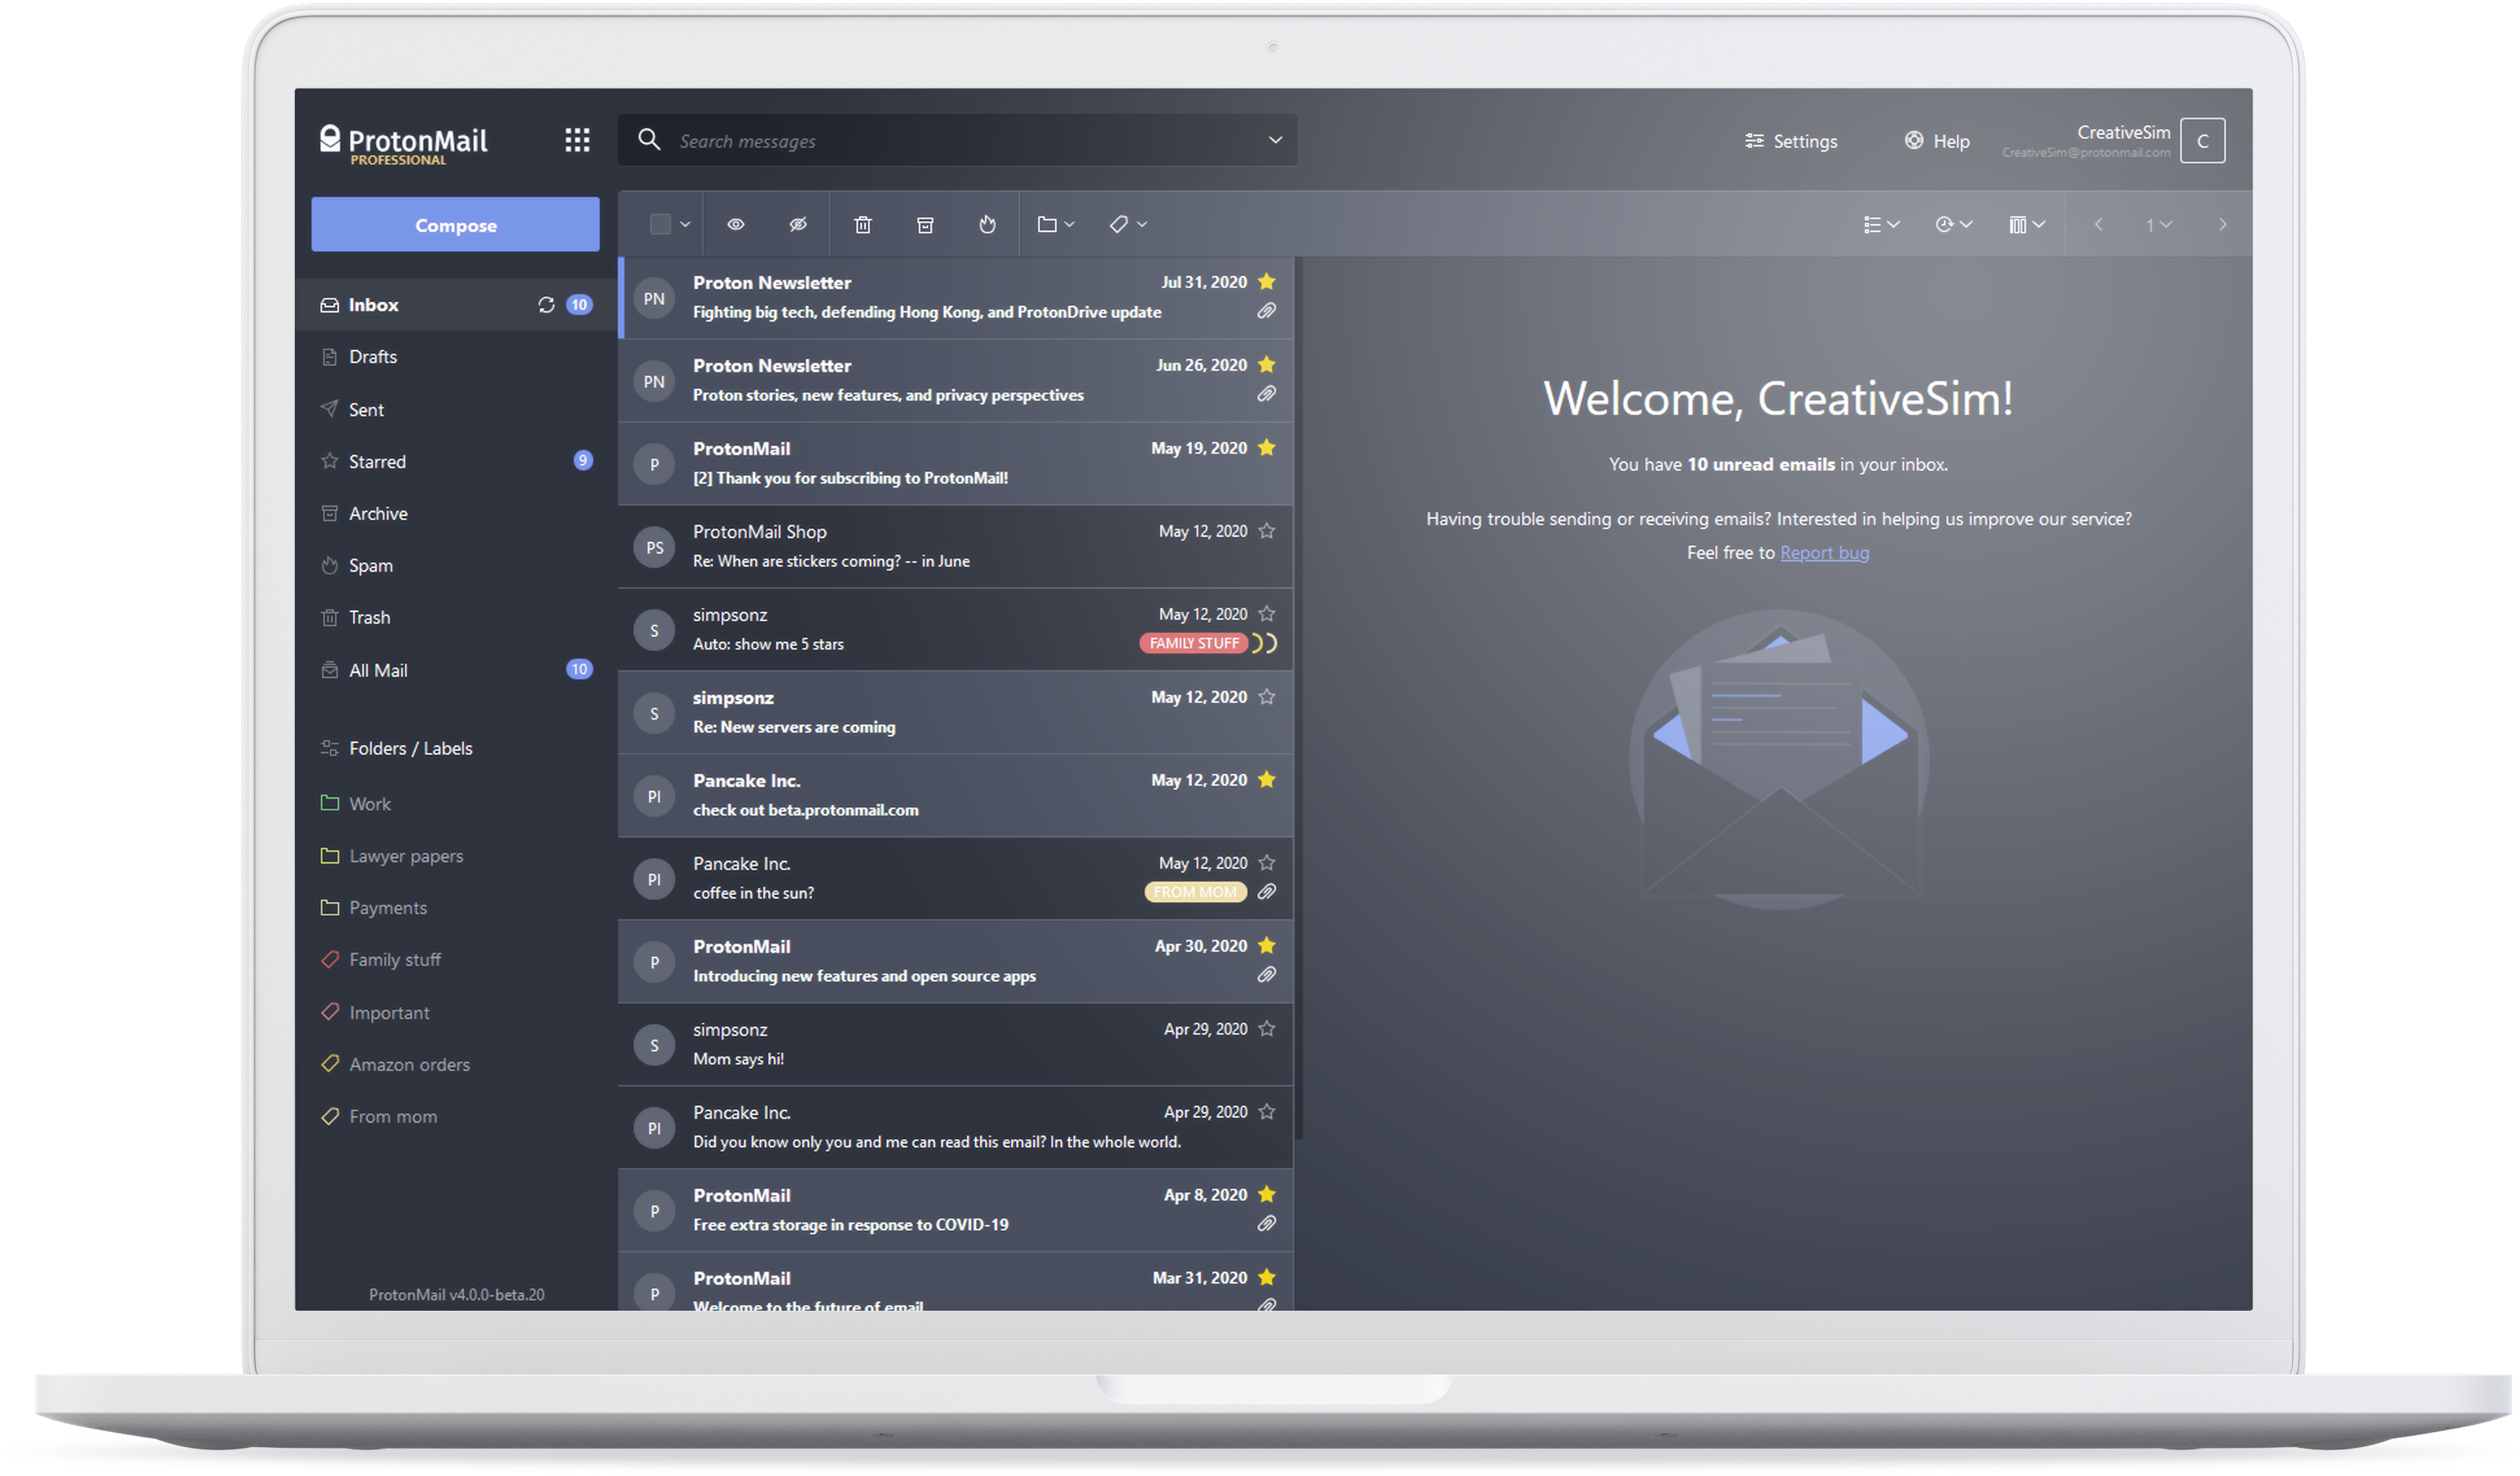 ProtonMail
PROFESSIONAL
Search messages
Settings
Help
CreativeSim
CreativeSim@protonmail.com
C
Compose
1
Inbox 10
Drafts
Sent
Starred 9
Archive
Spam
Trash
All Mail 10
Folders / Labels
Work
Lawyer papers
Payments
Family stuff
Important
Amazon orders
From mom
ProtonMail v4.0.0-beta.20
PN Proton Newsletter Jul 31, 2020
Fighting big tech, defending Hong Kong, and ProtonDrive update
PN Proton Newsletter Jun 26, 2020
Proton stories, new features, and privacy perspectives
P ProtonMail May 19, 2020
[2] Thank you for subscribing to ProtonMail!
PS ProtonMail Shop May 12, 2020
Re: When are stickers coming? -- in June
S simpsonz May 12, 2020
Auto: show me 5 stars FAMILY STUFF
S simpsonz May 12, 2020
Re: New servers are coming
PI Pancake Inc. May 12, 2020
check out beta.protonmail.com
PI Pancake Inc. May 12, 2020
coffee in the sun? FROM MOM
P ProtonMail Apr 30, 2020
Introducing new features and open source apps
S simpsonz Apr 29, 2020
Mom says hi!
PI Pancake Inc. Apr 29, 2020
Did you know only you and me can read this email? In the whole world.
P ProtonMail Apr 8, 2020
Free extra storage in response to COVID-19
P ProtonMail Mar 31, 2020
Welcome to the future of email
Welcome, CreativeSim!
You have 10 unread emails in your inbox.
Having trouble sending or receiving emails? Interested in helping us improve our service?
Feel free to Report bug